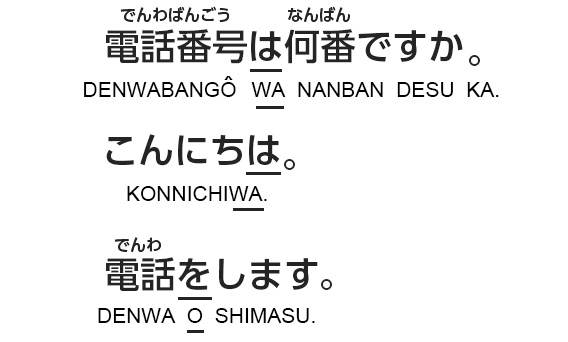 でんわばんごう なんばん
電話番号は何番ですか。
DENWABANGÔ WA NANBAN DESU KA.
こんにちは。
KONNICHIWA.
でんわ
電話をします。
DENWA O SHIMASU.